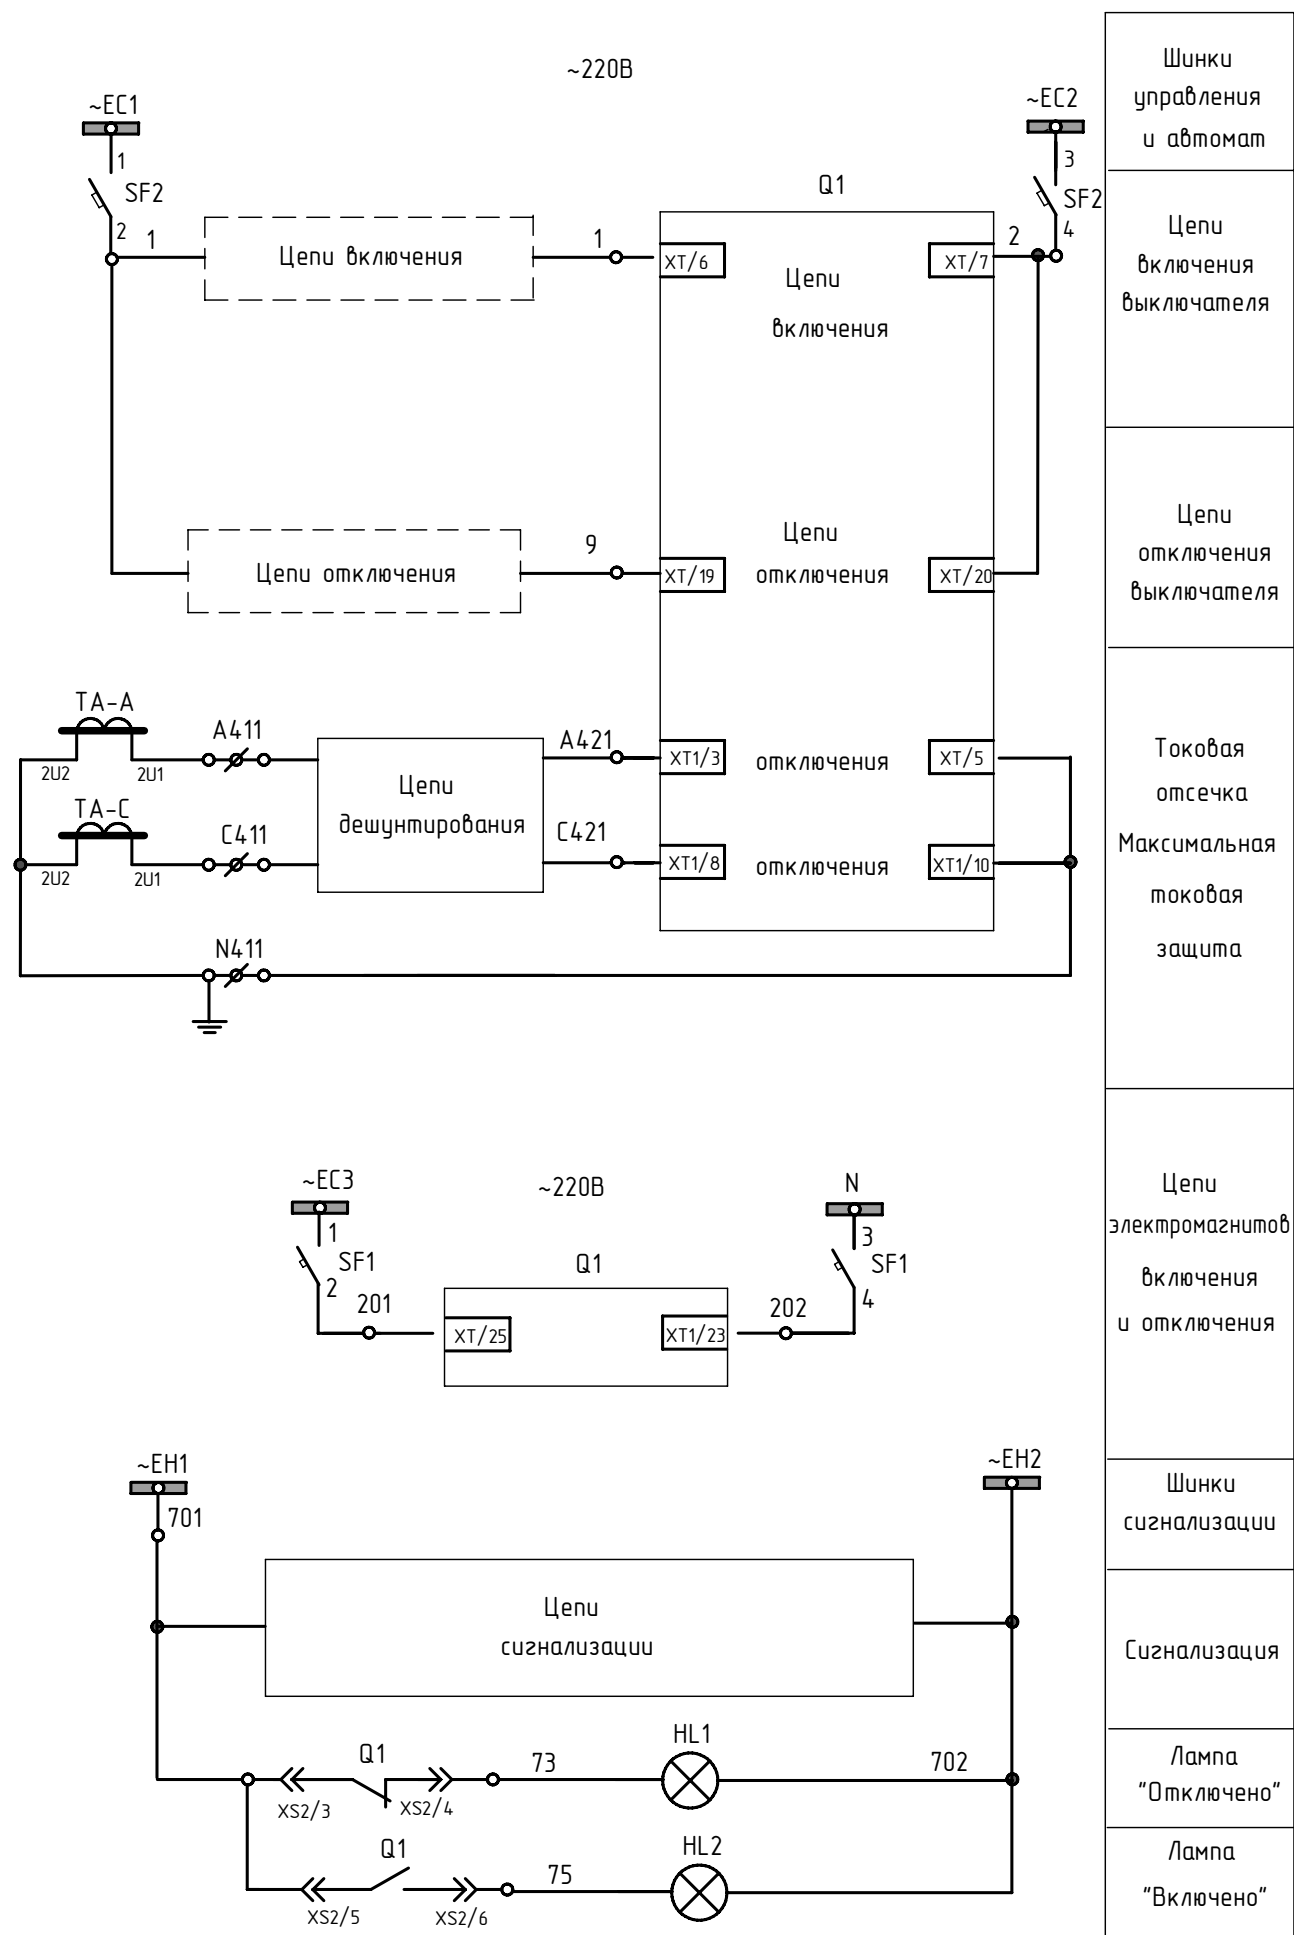 ~220В
~EC1
~EC2
1
3
SF2
SF2
2
4
1
1
2
Q1
Цепи включения
XT/6
XT/7
Цепи
включения
9
Цепи отключения
XT/19
XT/20
Цепи
отключения
TA-A
A411
A421
2U2
2U1
XT1/3
отключения
XT/5
Цепи
дешунтирования
TA-C
C411
C421
2U2
2U1
XT1/8
отключения
XT1/10
N411
~EC3
~220В
N
1
3
SF1
Q1
SF1
2
4
201
202
XT/25
XT1/23
~EH1
~EH2
701
Цепи
сигнализации
Q1
73
HL1
702
XS2/3
XS2/4
Q1
75
HL2
XS2/5
XS2/6
Шинки
управления
и автомат
Цепи
включения
выключателя
Цепи
отключения
выключателя
Токовая
отсечка
Максимальная
токовая
защита
Цепи
электромагнитов
включения
и отключения
Шинки
сигнализации
Сигнализация
Лампа
"Отключено"
Лампа
"Включено"